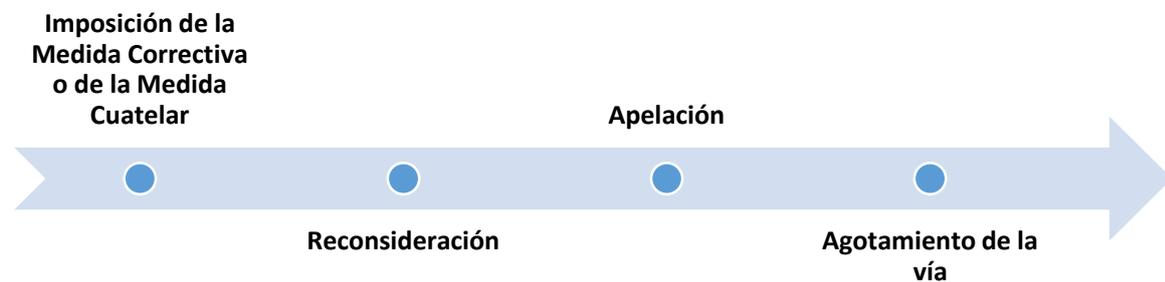 Imposición de la
Medida Correctiva
o de la Medida
Cuatelar
Reconsideración
Apelación
Agotamiento de la
vía